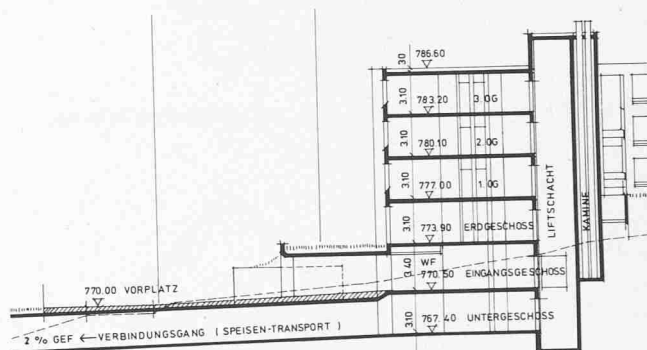 30
786.60
3.10
783.20 3.OG
3.10
780.10 2.OG
3.10
777.00 1.OG
3.10
773.90 ERDGESCHOSS
3.40
WF
770.50 EINGANGSGESCHOSS
770.00 VORPLATZ
3.10
767.40 UNTERGESCHOSS
2 % GEF ← VERBINDUNGSGANG ( SPEISEN-TRANSPORT )
LIFTSCHACHT
KAMINE